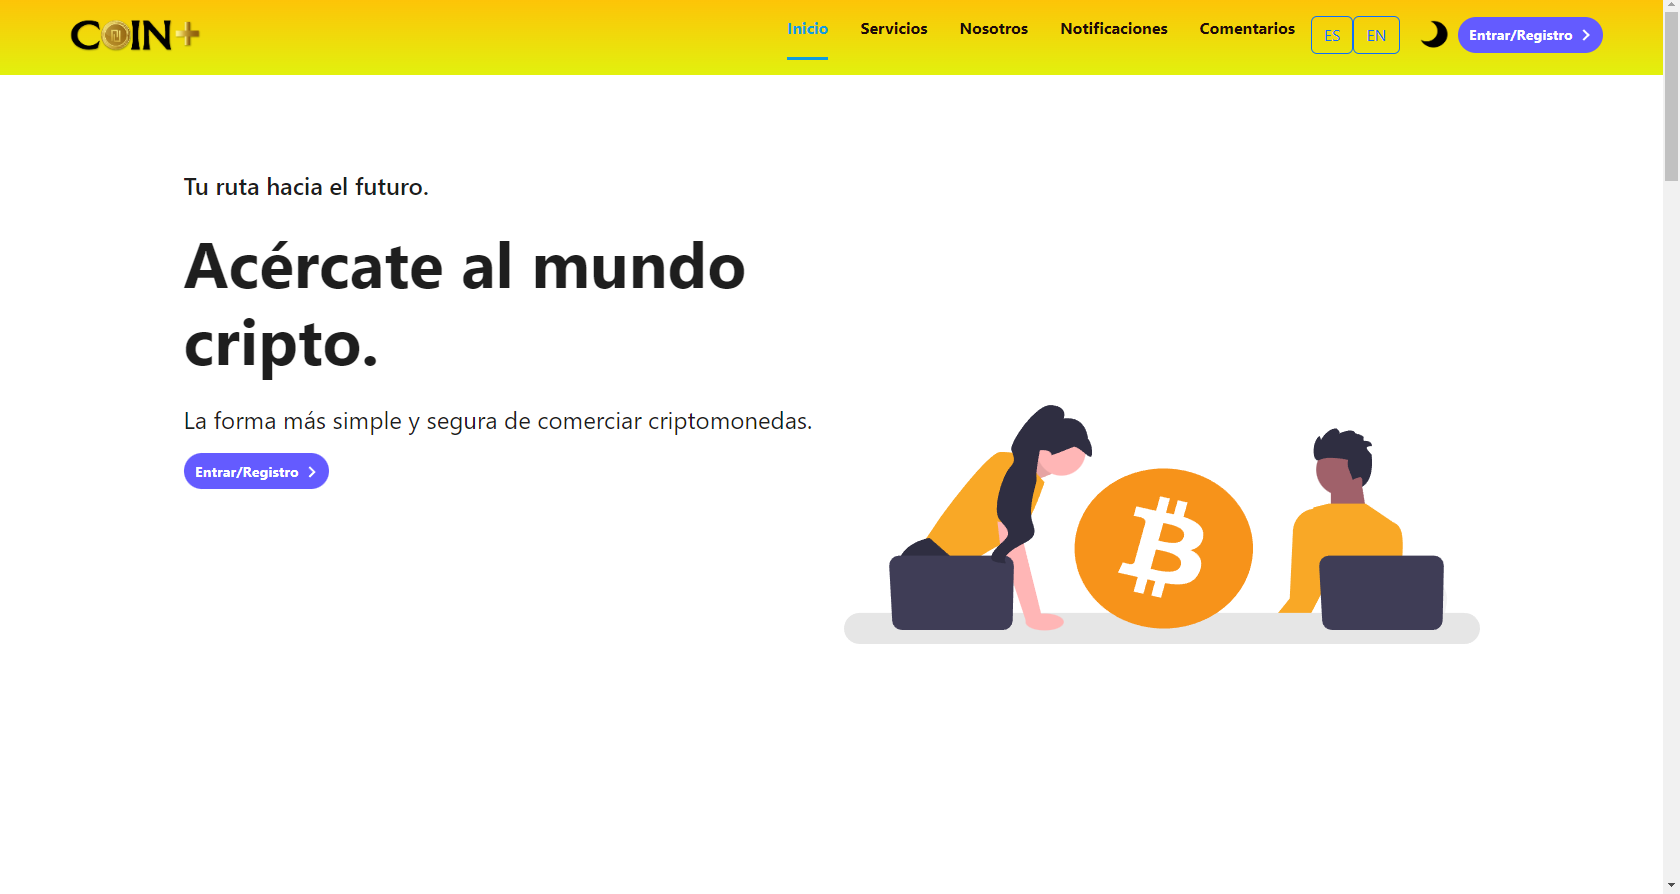 COIN+
Inicio
Servicios
Nosotros
Notificaciones
Comentarios
ES
EN
Entrar/Registro
Tu ruta hacia el futuro.
Acércate al mundo
cripto.
La forma más simple y segura de comerciar criptomonedas.
Entrar/Registro